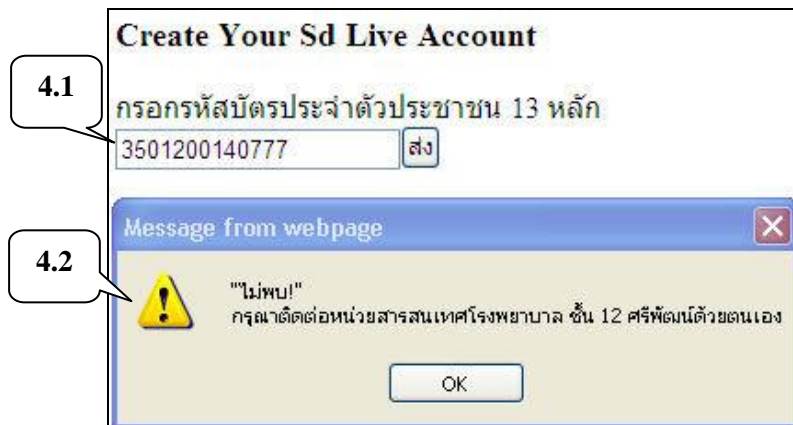 Create Your Sd Live Account
4.1
กรอกรหัสบัตรประจำตัวประชาชน 13 หลัก
3501200140777 ส่ง
Message from webpage
4.2
"ไม่พบ!"
กรุณาติดต่อหน่วยสารสนเทศโรงพยาบาล ชั้น 12 ศรีพัฒน์ด้วยตนเอง
OK